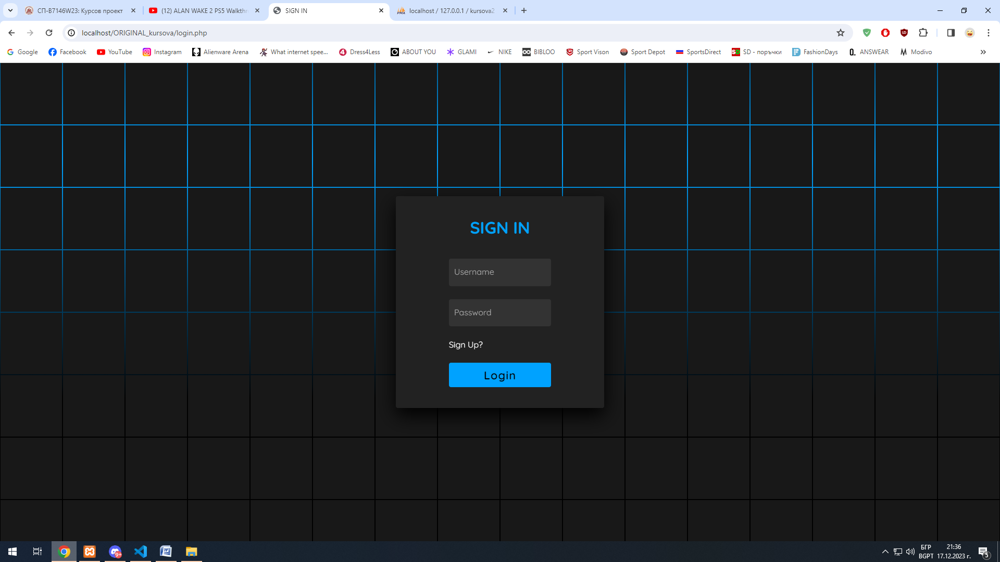 СП-B7146W23: Курсов проект
(12) ALAN WAKE 2 PS5 Walkthr
SIGN IN
localhost / 127.0.0.1 / kursova2
localhost/ORIGINAL_kursova/login.php
Google
Facebook
YouTube
Instagram
Alienware Arena
What internet spee...
Dress4Less
ABOUT YOU
GLAMI
NIKE
BIBLOO
Sport Vison
Sport Depot
SportsDirect
SD - поръчки
FashionDays
ANSWEAR
Modivo
SIGN IN
Username
Password
Sign Up?
Login
9+
БГР
BGPT
21:36
17.12.2023 г.
5